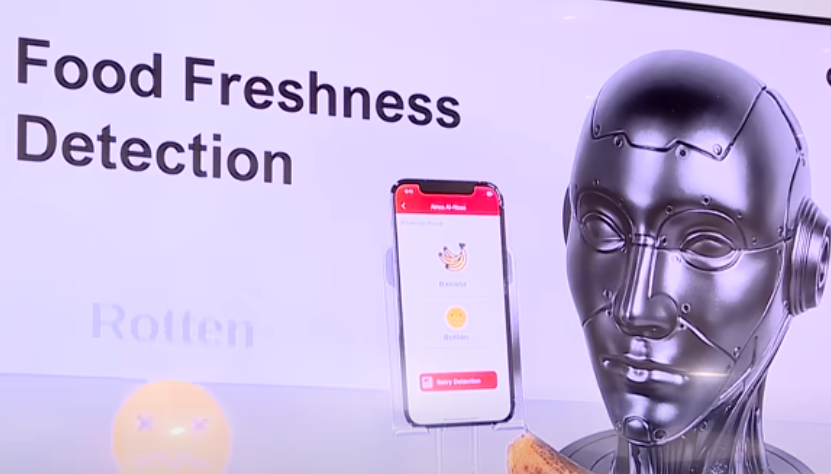 Food Freshness
Detection
Rotten
Banana
Rotten
Retry Detection